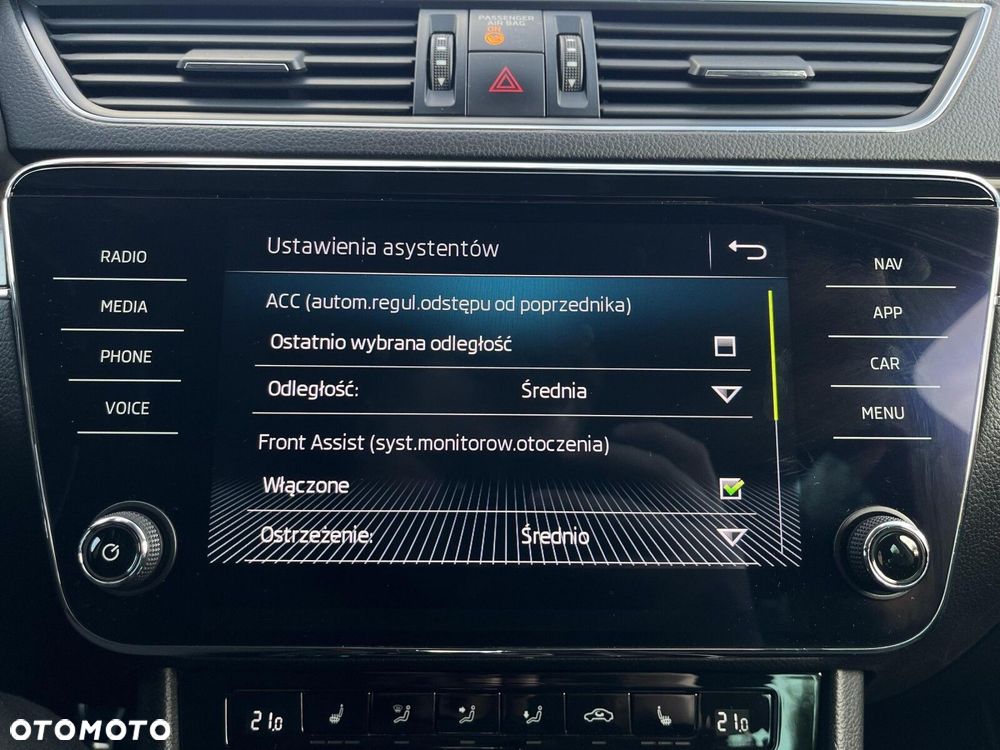 PASSENGER
AIR BAG
ON
Ustawienia asystentów
RADIO
MEDIA
PHONE
VOICE
ACC (autom.regul.odstępu od poprzednika)
Ostatnio wybrana odległość
Odległość: Średnia
Front Assist (syst.monitorow.otoczenia)
Włączone
Ostrzeżenie: Średnio
NAV
APP
CAR
MENU
21.0
21.0
OTOMOTO